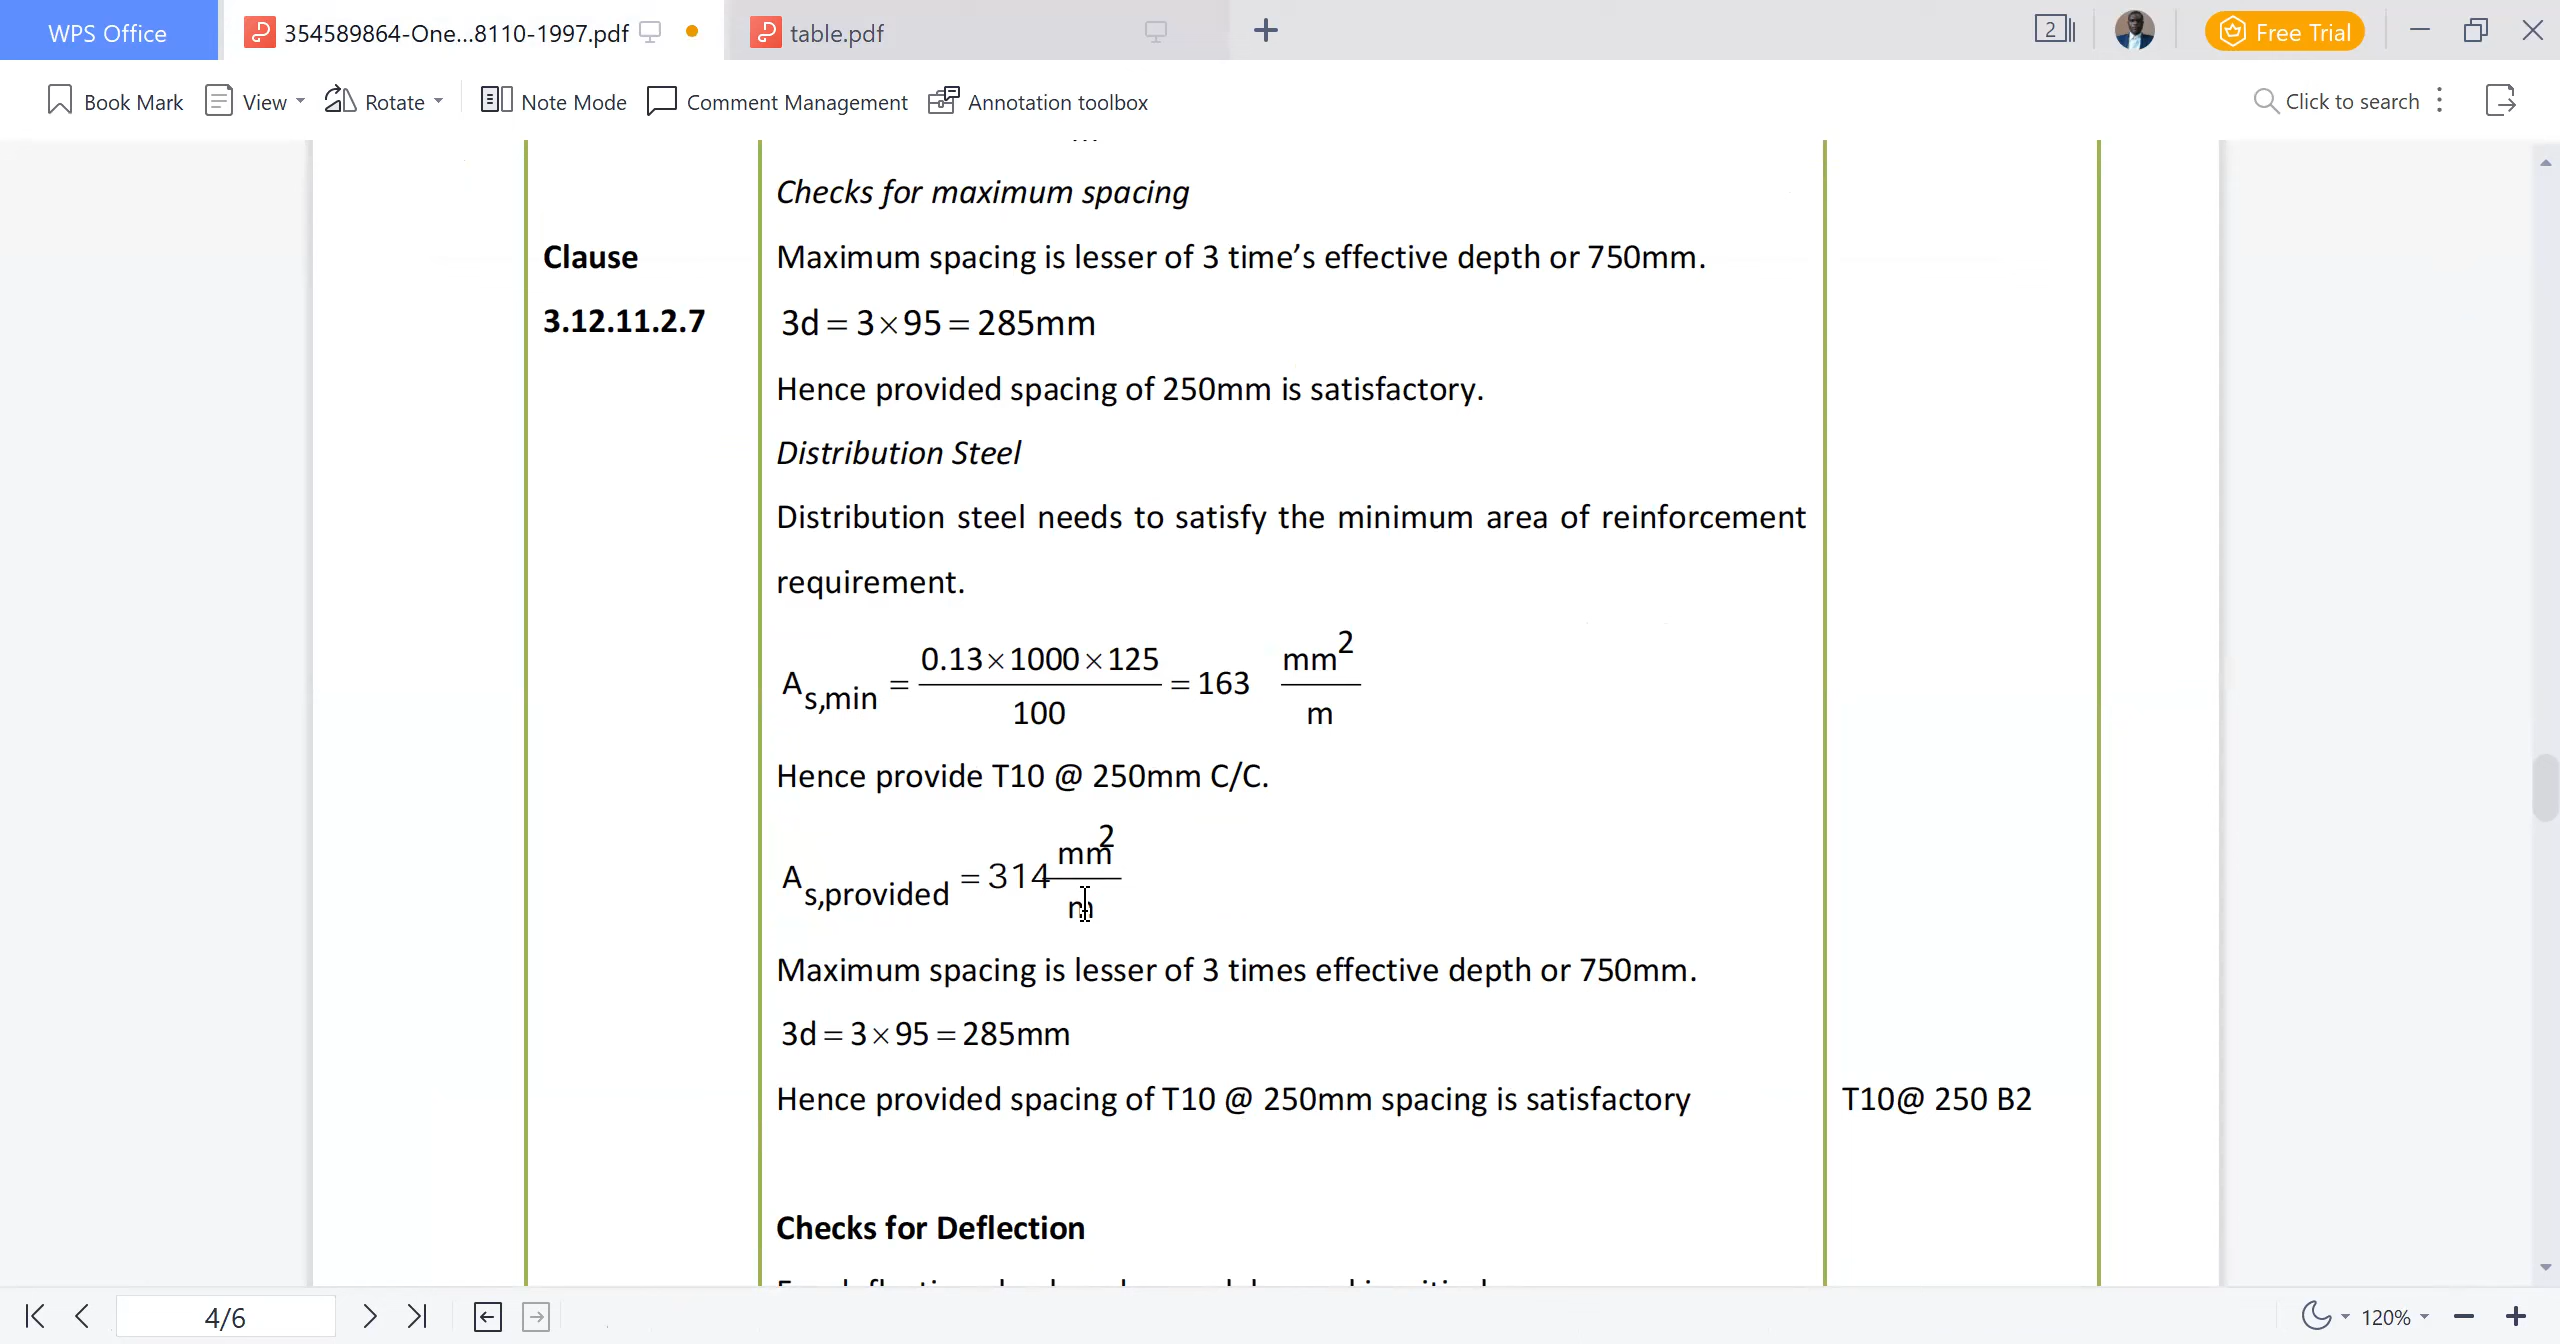 WPS Office
354589864-One...8110-1997.pdf
table.pdf
2
Free Trial
Book Mark
View
Rotate
Note Mode
Comment Management
Annotation toolbox
Click to search
Checks for maximum spacing
Clause
3.12.11.2.7
Maximum spacing is lesser of 3 time’s effective depth or 750mm.
3d = 3×95 = 285mm
Hence provided spacing of 250mm is satisfactory.
Distribution Steel
Distribution steel needs to satisfy the minimum area of reinforcement
requirement.
A s,min = 0.13×1000×125 / 100 = 163 mm2 / m
Hence provide T10 @ 250mm C/C.
A s,provided = 314 mm2 / m
Maximum spacing is lesser of 3 times effective depth or 750mm.
3d = 3×95 = 285mm
Hence provided spacing of T10 @ 250mm spacing is satisfactory
T10@ 250 B2
Checks for Deflection
4/6
120%